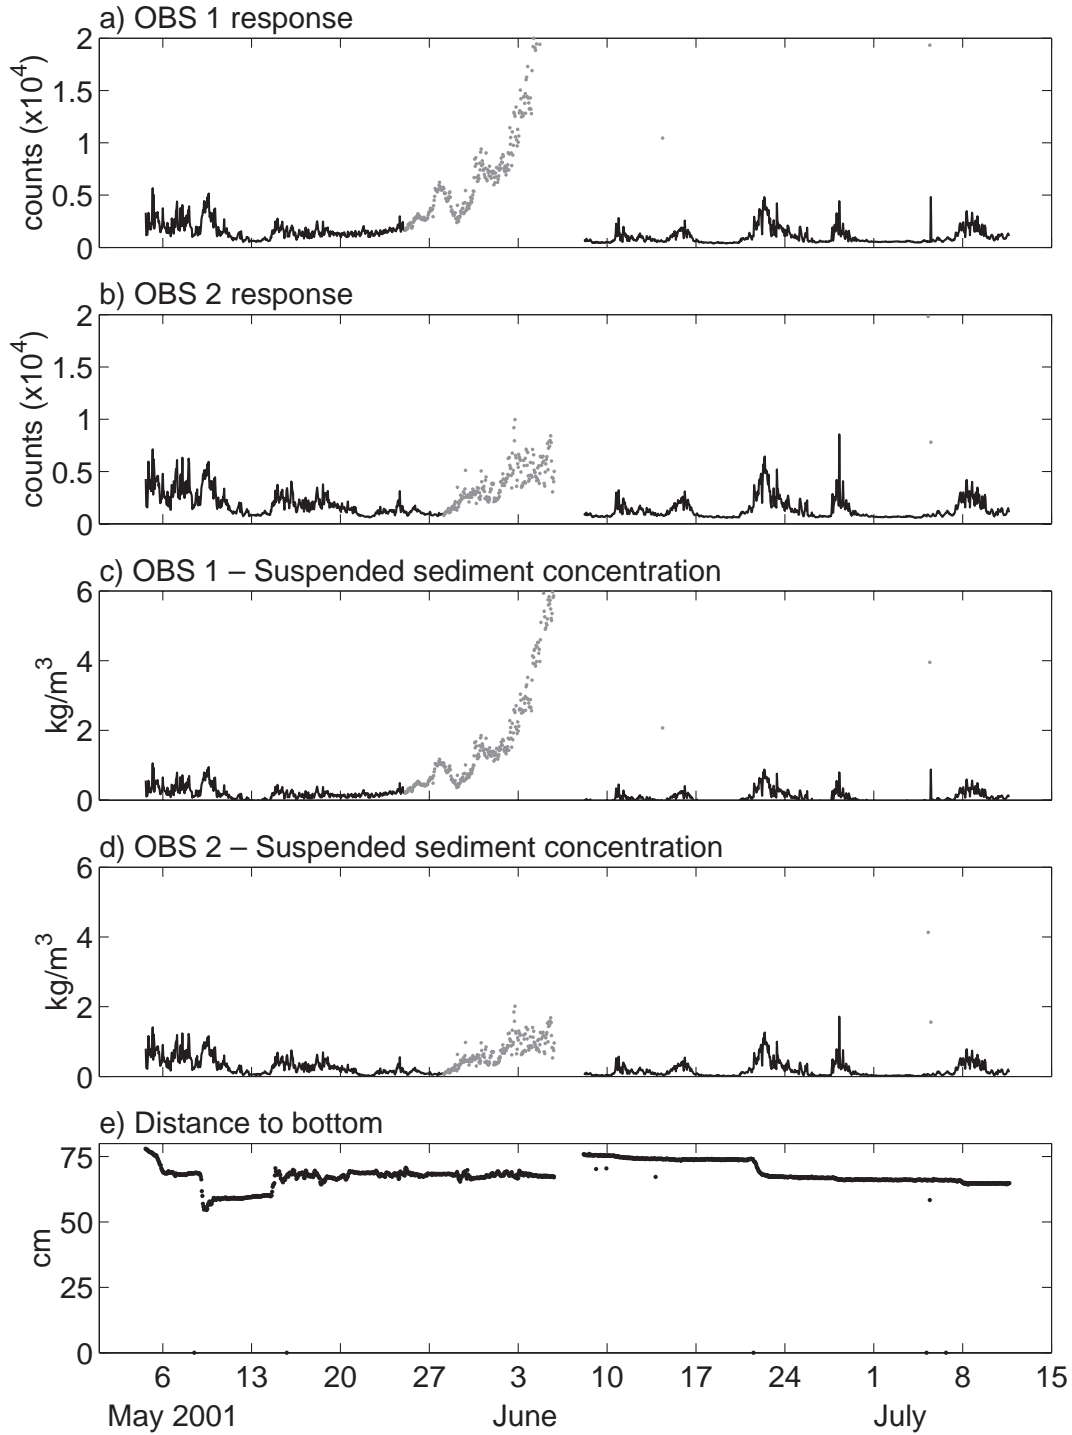 a) OBS 1 response
2
1.5
1
0.5
0
counts (x10⁴)
b) OBS 2 response
2
1.5
1
0.5
0
counts (x10⁴)
c) OBS 1 – Suspended sediment concentration
6
4
2
0
kg/m³
d) OBS 2 – Suspended sediment concentration
6
4
2
0
kg/m³
e) Distance to bottom
75
50
25
0
cm
6 13 20 27 3 10 17 24 1 8 15
May 2001 June July